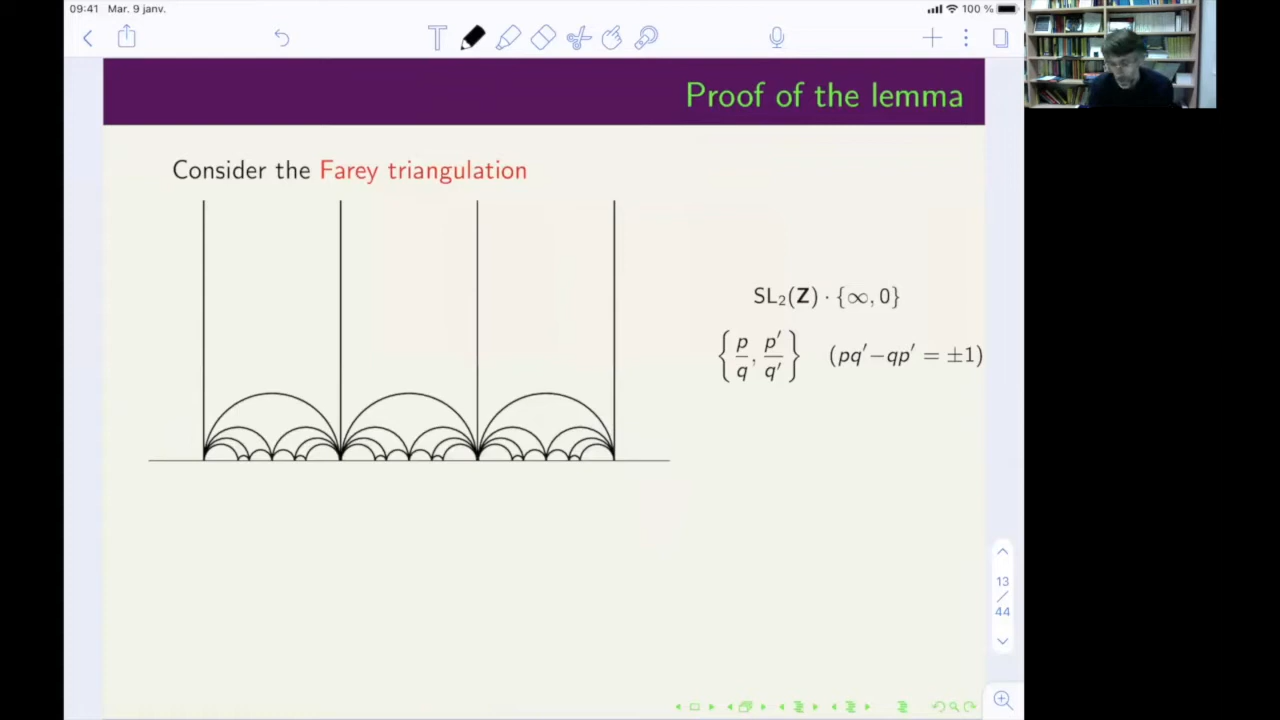 09:41 Mar. 9 janv. 100 %
Proof of the lemma
Consider the Farey triangulation
SL₂(Z) · {∞, 0}
{p/q, p′/q′} (pq′−qp′ = ±1)
13
/
44